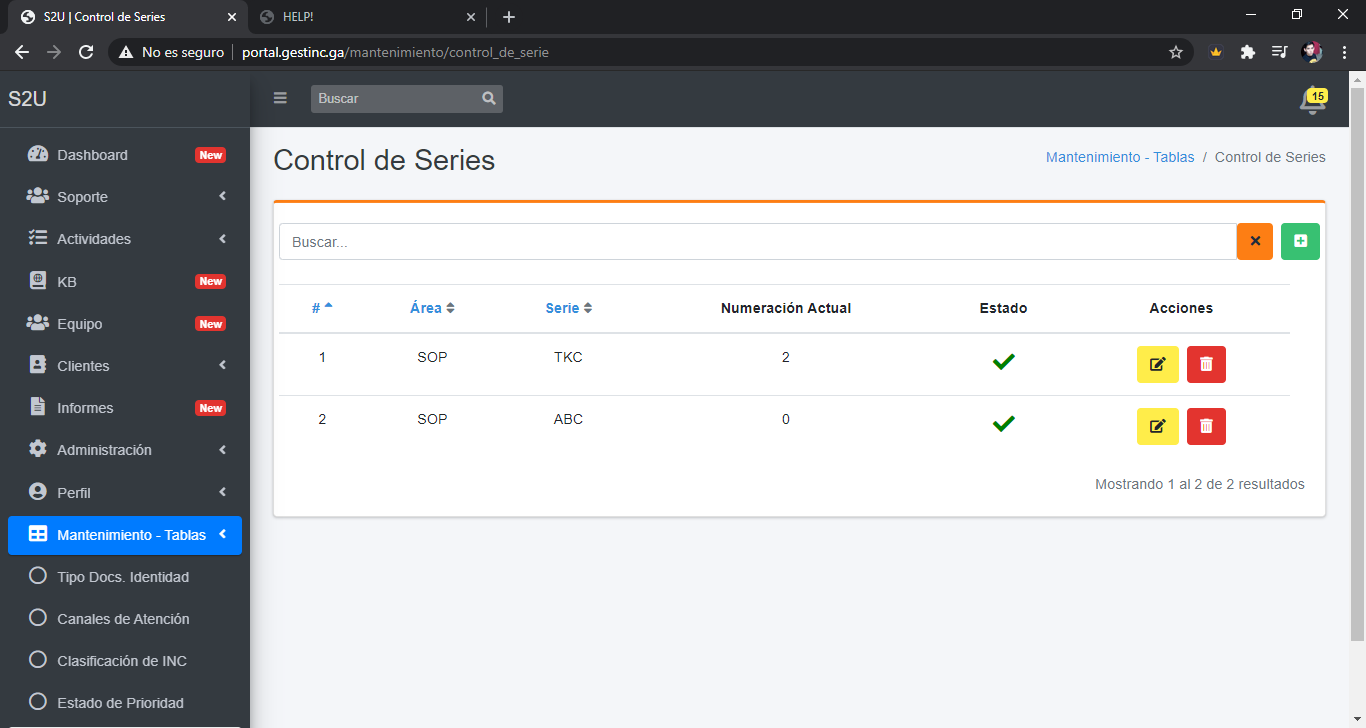 S2U | Control de Series
HELP!
No es seguro
portal.gestinc.ga/mantenimiento/control_de_serie
S2U
Buscar
15
Dashboard New
Soporte
Actividades
KB New
Equipo New
Clientes
Informes New
Administración
Perfil
Mantenimiento - Tablas
Tipo Docs. Identidad
Canales de Atención
Clasificación de INC
Estado de Prioridad
Control de Series
Mantenimiento - Tablas / Control de Series
Buscar...
# Área Serie Numeración Actual Estado Acciones
1 SOP TKC 2
2 SOP ABC 0
Mostrando 1 al 2 de 2 resultados